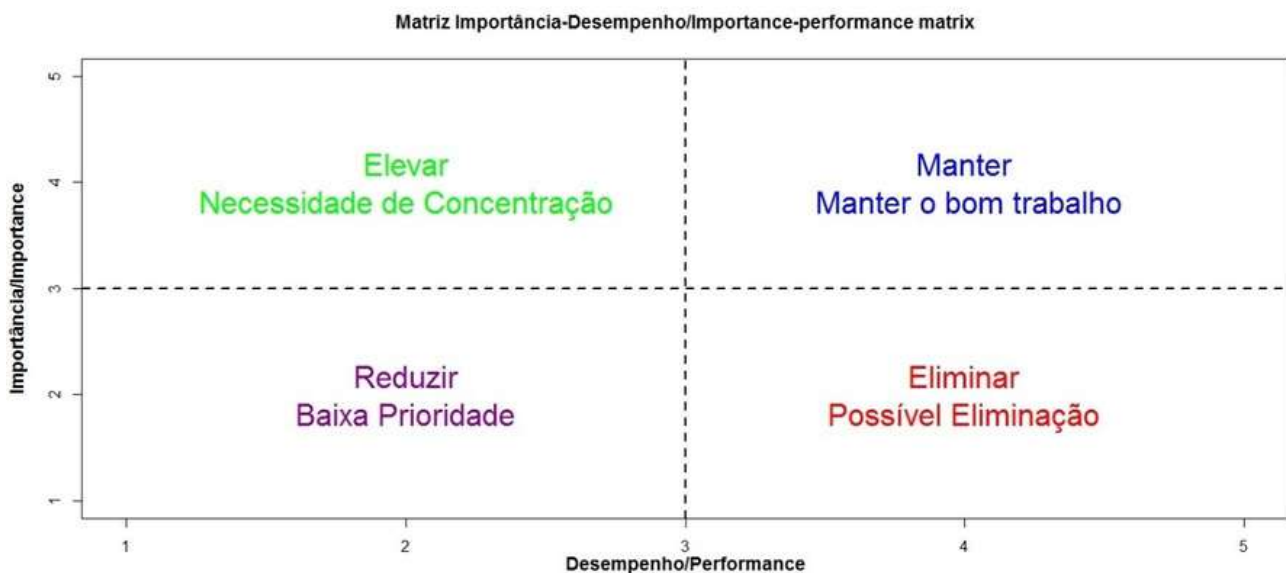 Matriz Importância-Desempenho/Importance-performance matrix
5
4
3
2
1
Importância/Importance
Elevar
Necessidade de Concentração
Manter
Manter o bom trabalho
Reduzir
Baixa Prioridade
Eliminar
Possível Eliminação
1
2
3
4
5
Desempenho/Performance